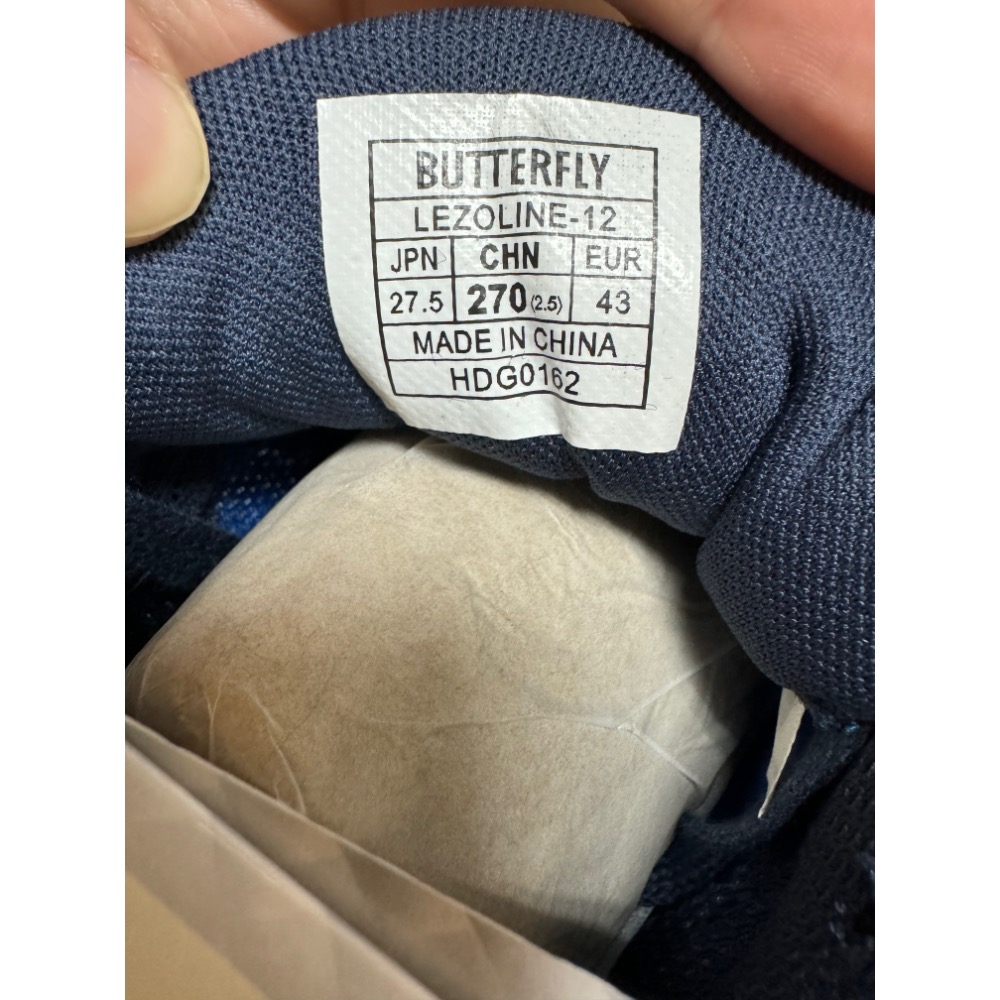 BUTTERFLY
LEZOLINE-12
JPN CHN EUR
27.5 270 (2.5) 43
MADE IN CHINA
HDG0162